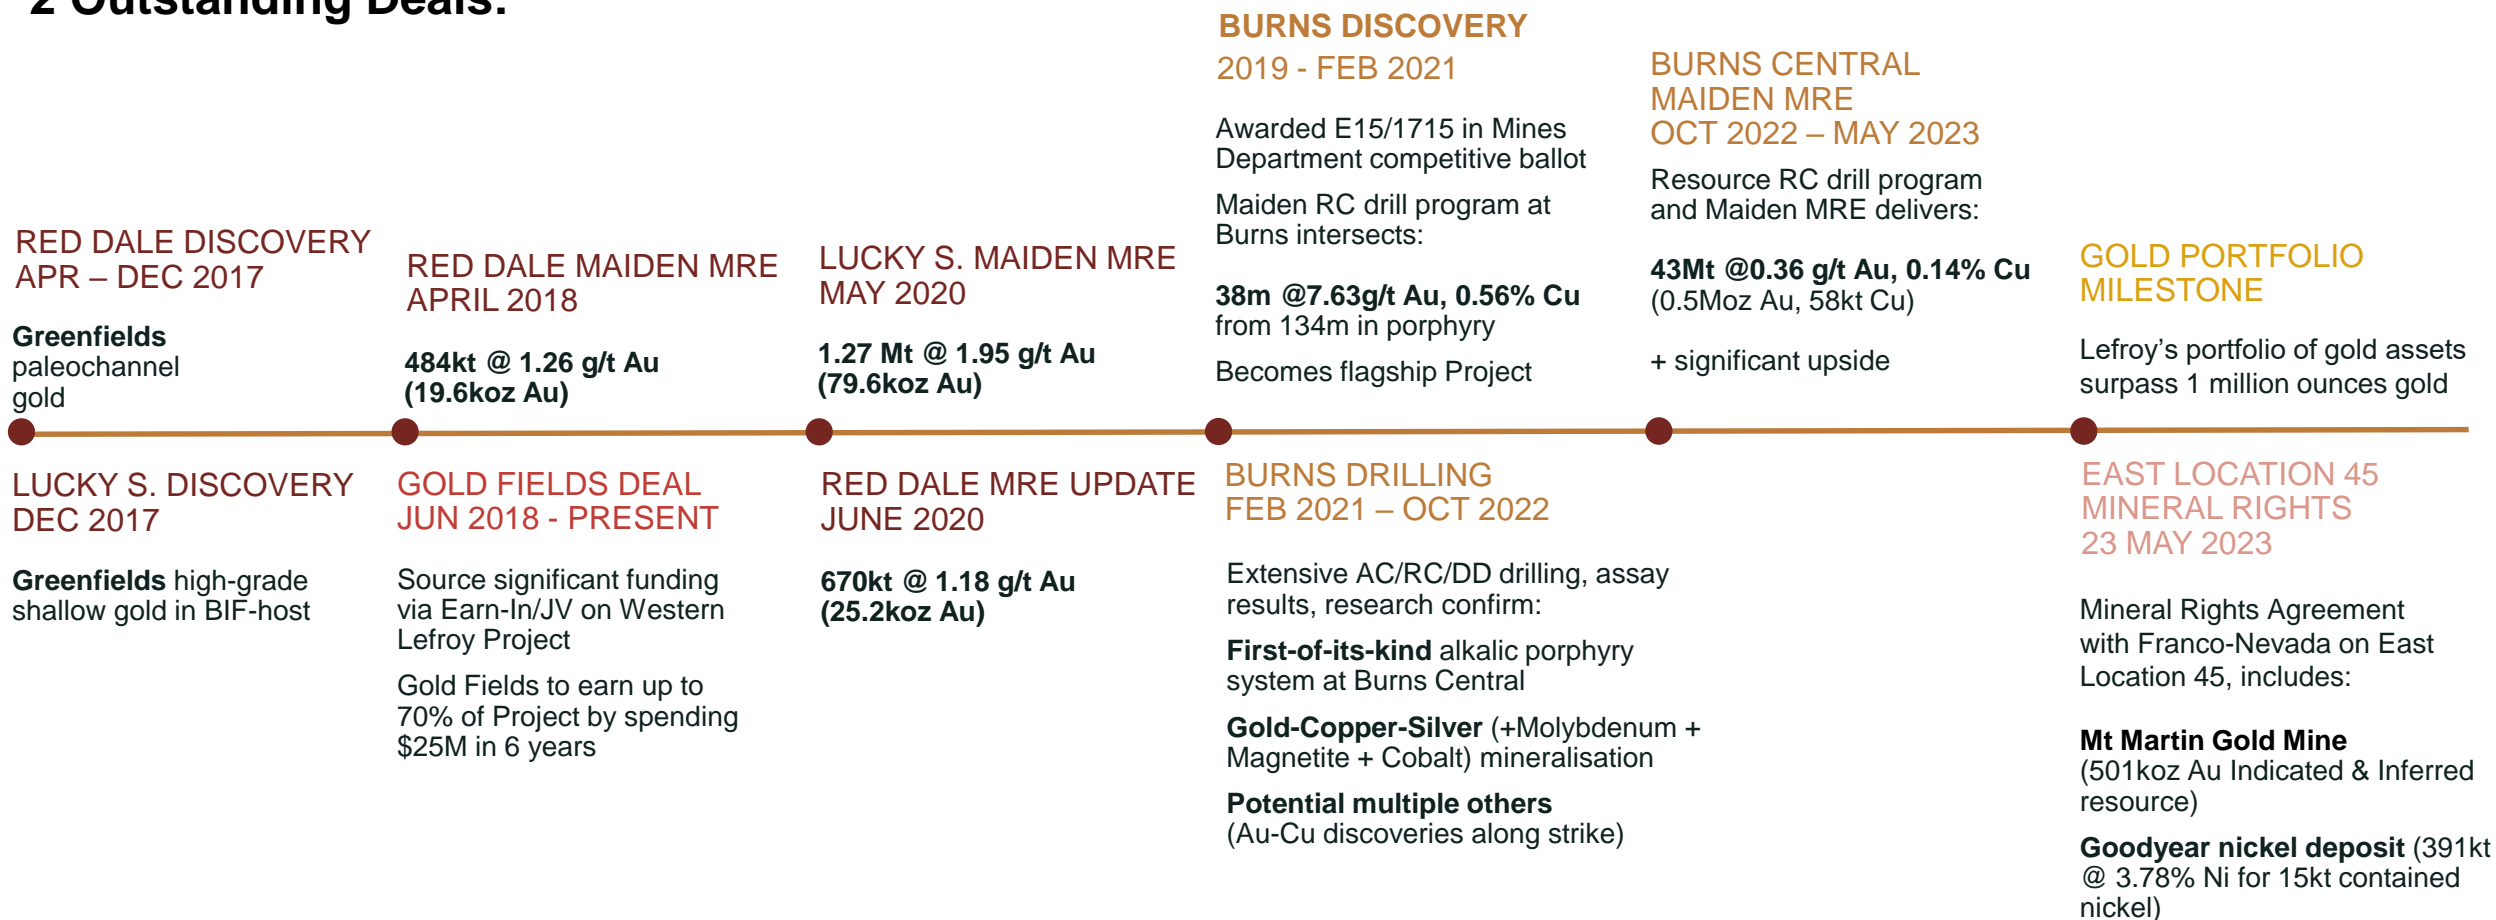 2 Outstanding Deals:
RED DALE DISCOVERY
APR – DEC 2017
Greenfields
paleochannel
gold
RED DALE MAIDEN MRE
APRIL 2018
484kt @ 1.26 g/t Au
(19.6koz Au)
LUCKY S. MAIDEN MRE
MAY 2020
1.27 Mt @ 1.95 g/t Au
(79.6koz Au)
BURNS DISCOVERY
2019 - FEB 2021
Awarded E15/1715 in Mines
Department competitive ballot
Maiden RC drill program at
Burns intersects:
38m @7.63g/t Au, 0.56% Cu
from 134m in porphyry
Becomes flagship Project
BURNS CENTRAL
MAIDEN MRE
OCT 2022 – MAY 2023
Resource RC drill program
and Maiden MRE delivers:
43Mt @0.36 g/t Au, 0.14% Cu
(0.5Moz Au, 58kt Cu)
+ significant upside
GOLD PORTFOLIO
MILESTONE
Lefroy's portfolio of gold assets
surpass 1 million ounces gold
LUCKY S. DISCOVERY
DEC 2017
Greenfields high-grade
shallow gold in BIF-host
GOLD FIELDS DEAL
JUN 2018 - PRESENT
Source significant funding
via Earn-In/JV on Western
Lefroy Project
Gold Fields to earn up to
70% of Project by spending
$25M in 6 years
RED DALE MRE UPDATE
JUNE 2020
670kt @ 1.18 g/t Au
(25.2koz Au)
BURNS DRILLING
FEB 2021 – OCT 2022
Extensive AC/RC/DD drilling, assay
results, research confirm:
First-of-its-kind alkalic porphyry
system at Burns Central
Gold-Copper-Silver (+Molybdenum +
Magnetite + Cobalt) mineralisation
Potential multiple others
(Au-Cu discoveries along strike)
EAST LOCATION 45
MINERAL RIGHTS
23 MAY 2023
Mineral Rights Agreement
with Franco-Nevada on East
Location 45, includes:
Mt Martin Gold Mine
(501koz Au Indicated & Inferred
resource)
Goodyear nickel deposit (391kt
@ 3.78% Ni for 15kt contained
nickel)